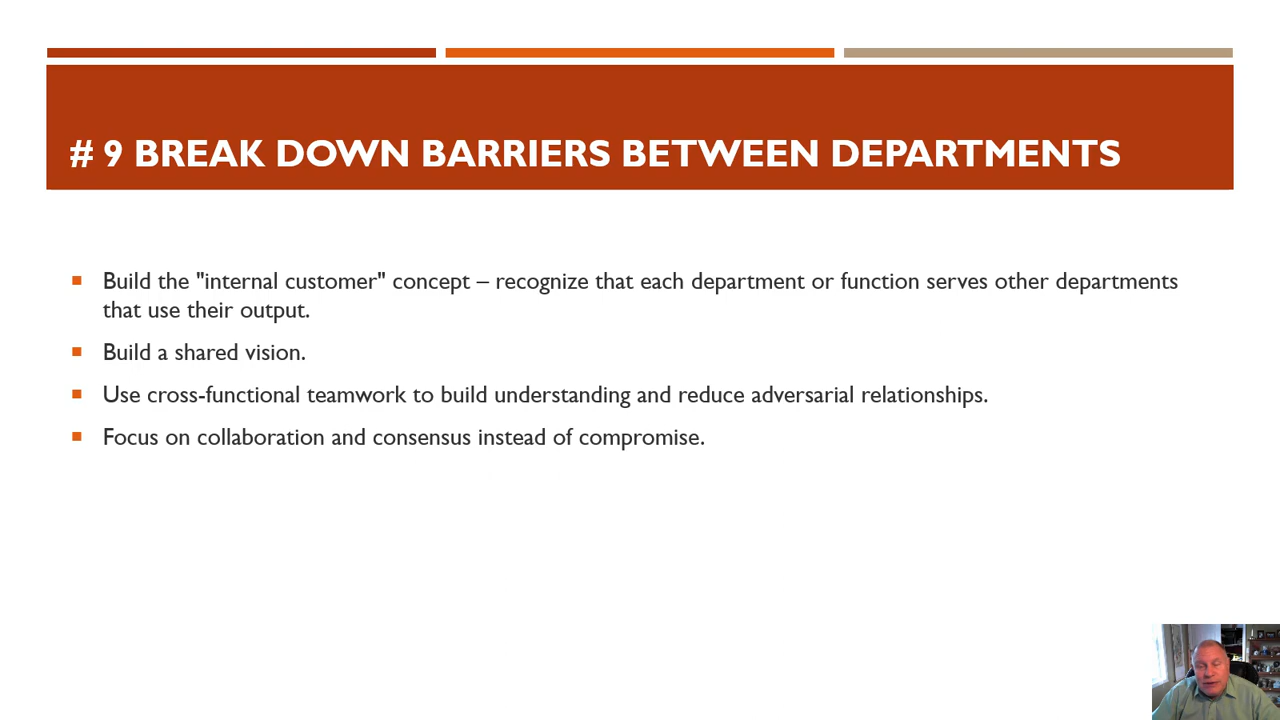 # 9 BREAK DOWN BARRIERS BETWEEN DEPARTMENTS
Build the "internal customer" concept – recognize that each department or function serves other departments
that use their output.
Build a shared vision.
Use cross-functional teamwork to build understanding and reduce adversarial relationships.
Focus on collaboration and consensus instead of compromise.